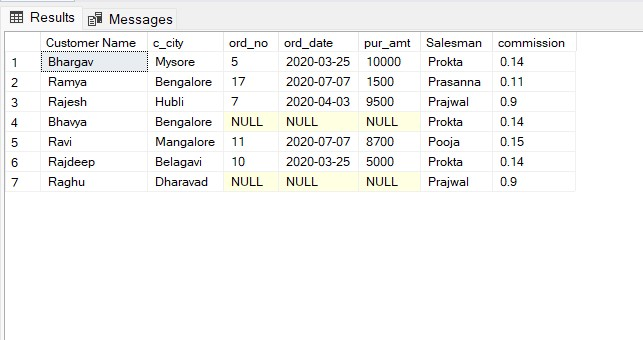 Results Messages
Customer Name c_city ord_no ord_date pur_amt Salesman commission
1 Bhargav Mysore 5 2020-03-25 10000 Prokta 0.14
2 Ramya Bengalore 17 2020-07-07 1500 Prasanna 0.11
3 Rajesh Hubli 7 2020-04-03 9500 Prajwal 0.9
4 Bhavya Bengalore NULL NULL NULL Prokta 0.14
5 Ravi Mangalore 11 2020-07-07 8700 Pooja 0.15
6 Rajdeep Belagavi 10 2020-03-25 5000 Prokta 0.14
7 Raghu Dharavad NULL NULL NULL Prajwal 0.9